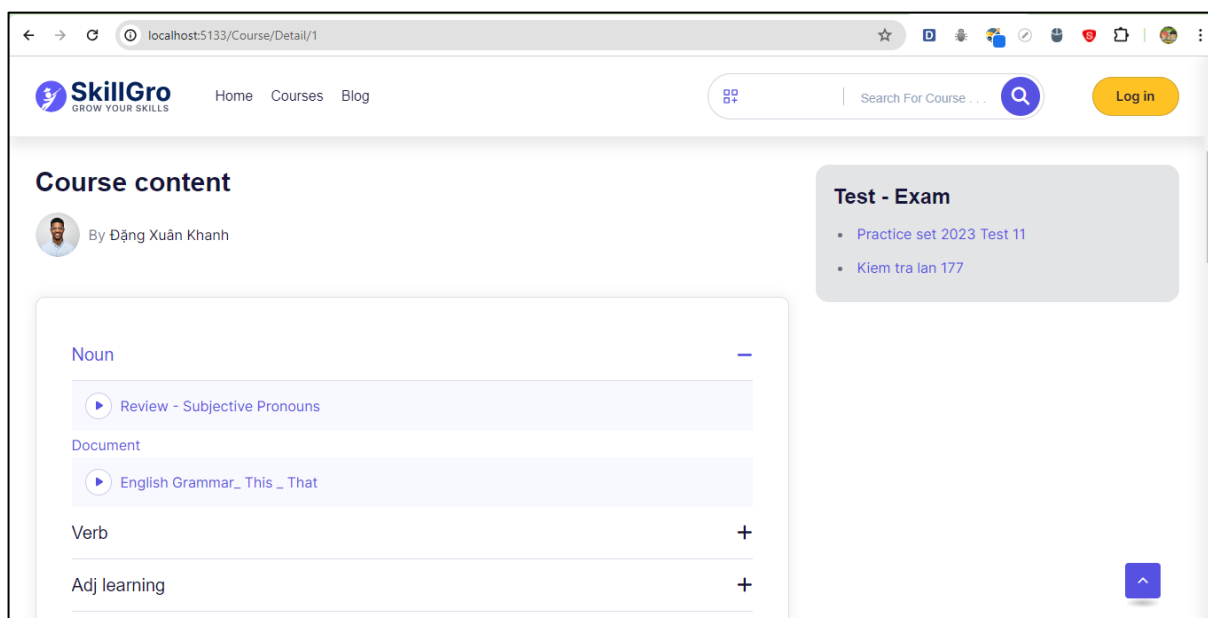 localhost:5133/Course/Detail/1
SkillGro
GROW YOUR SKILLS
Home Courses Blog
Search For Course . . .
Log in
Course content
By Đặng Xuân Khanh
Test - Exam
Practice set 2023 Test 11
Kiem tra lan 177
Noun
Review - Subjective Pronouns
Document
English Grammar_ This _ That
Verb
Adj learning